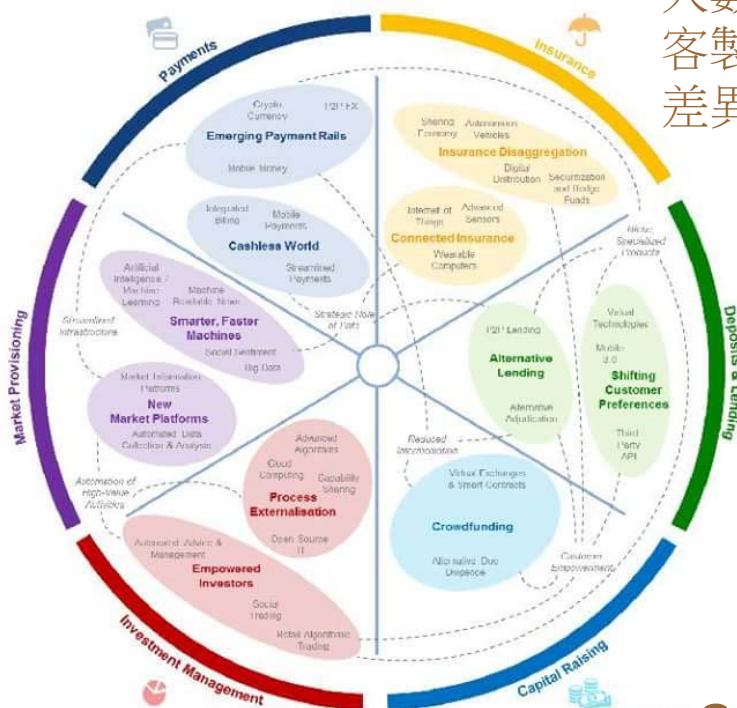 客製
差異
Payments
Insurance
Crypto
Currency
P2P FX
Emerging Payment Rails
Mobile Money
Integrated
Billing
Mobile
Payments
Cashless World
Streamlined
Payments
Sharing
Economy
Autonomous
Vehicles
Insurance Disaggregation
Digital
Distribution
Securitization
and Hedge
Funds
Internet of
Things
Advanced
Sensors
Connected Insurance
Wearable
Computers
Niche,
Specialized
Products
Market Provisioning
Artificial
Intelligence /
Machine
Learning
Machine
Readable News
Smarter, Faster
Machines
Social Sentiment
Big Data
Streamlined
Infrastructure
Strategic Role
of Data
Market Information
Platforms
New
Market Platforms
Automated Data
Collection & Analysis
Deposits & Lending
P2P Lending
Alternative
Lending
Alternative
Adjudication
Virtual
Technologies
Mobile
3.0
Shifting
Customer
Preferences
Third
Party
API
Automation of
High-Value
Activities
Advanced
Algorithms
Cloud
Computing
Capability
Sharing
Process
Externalisation
Open Source
IT
Automated Advice &
Management
Empowered
Investors
Social
Trading
Retail Algorithmic
Trading
Investment Management
Reduced
Intermediation
Virtual Exchanges
& Smart Contracts
Crowdfunding
Alternative Due
Diligence
Customer
Empowerment
Capital Raising